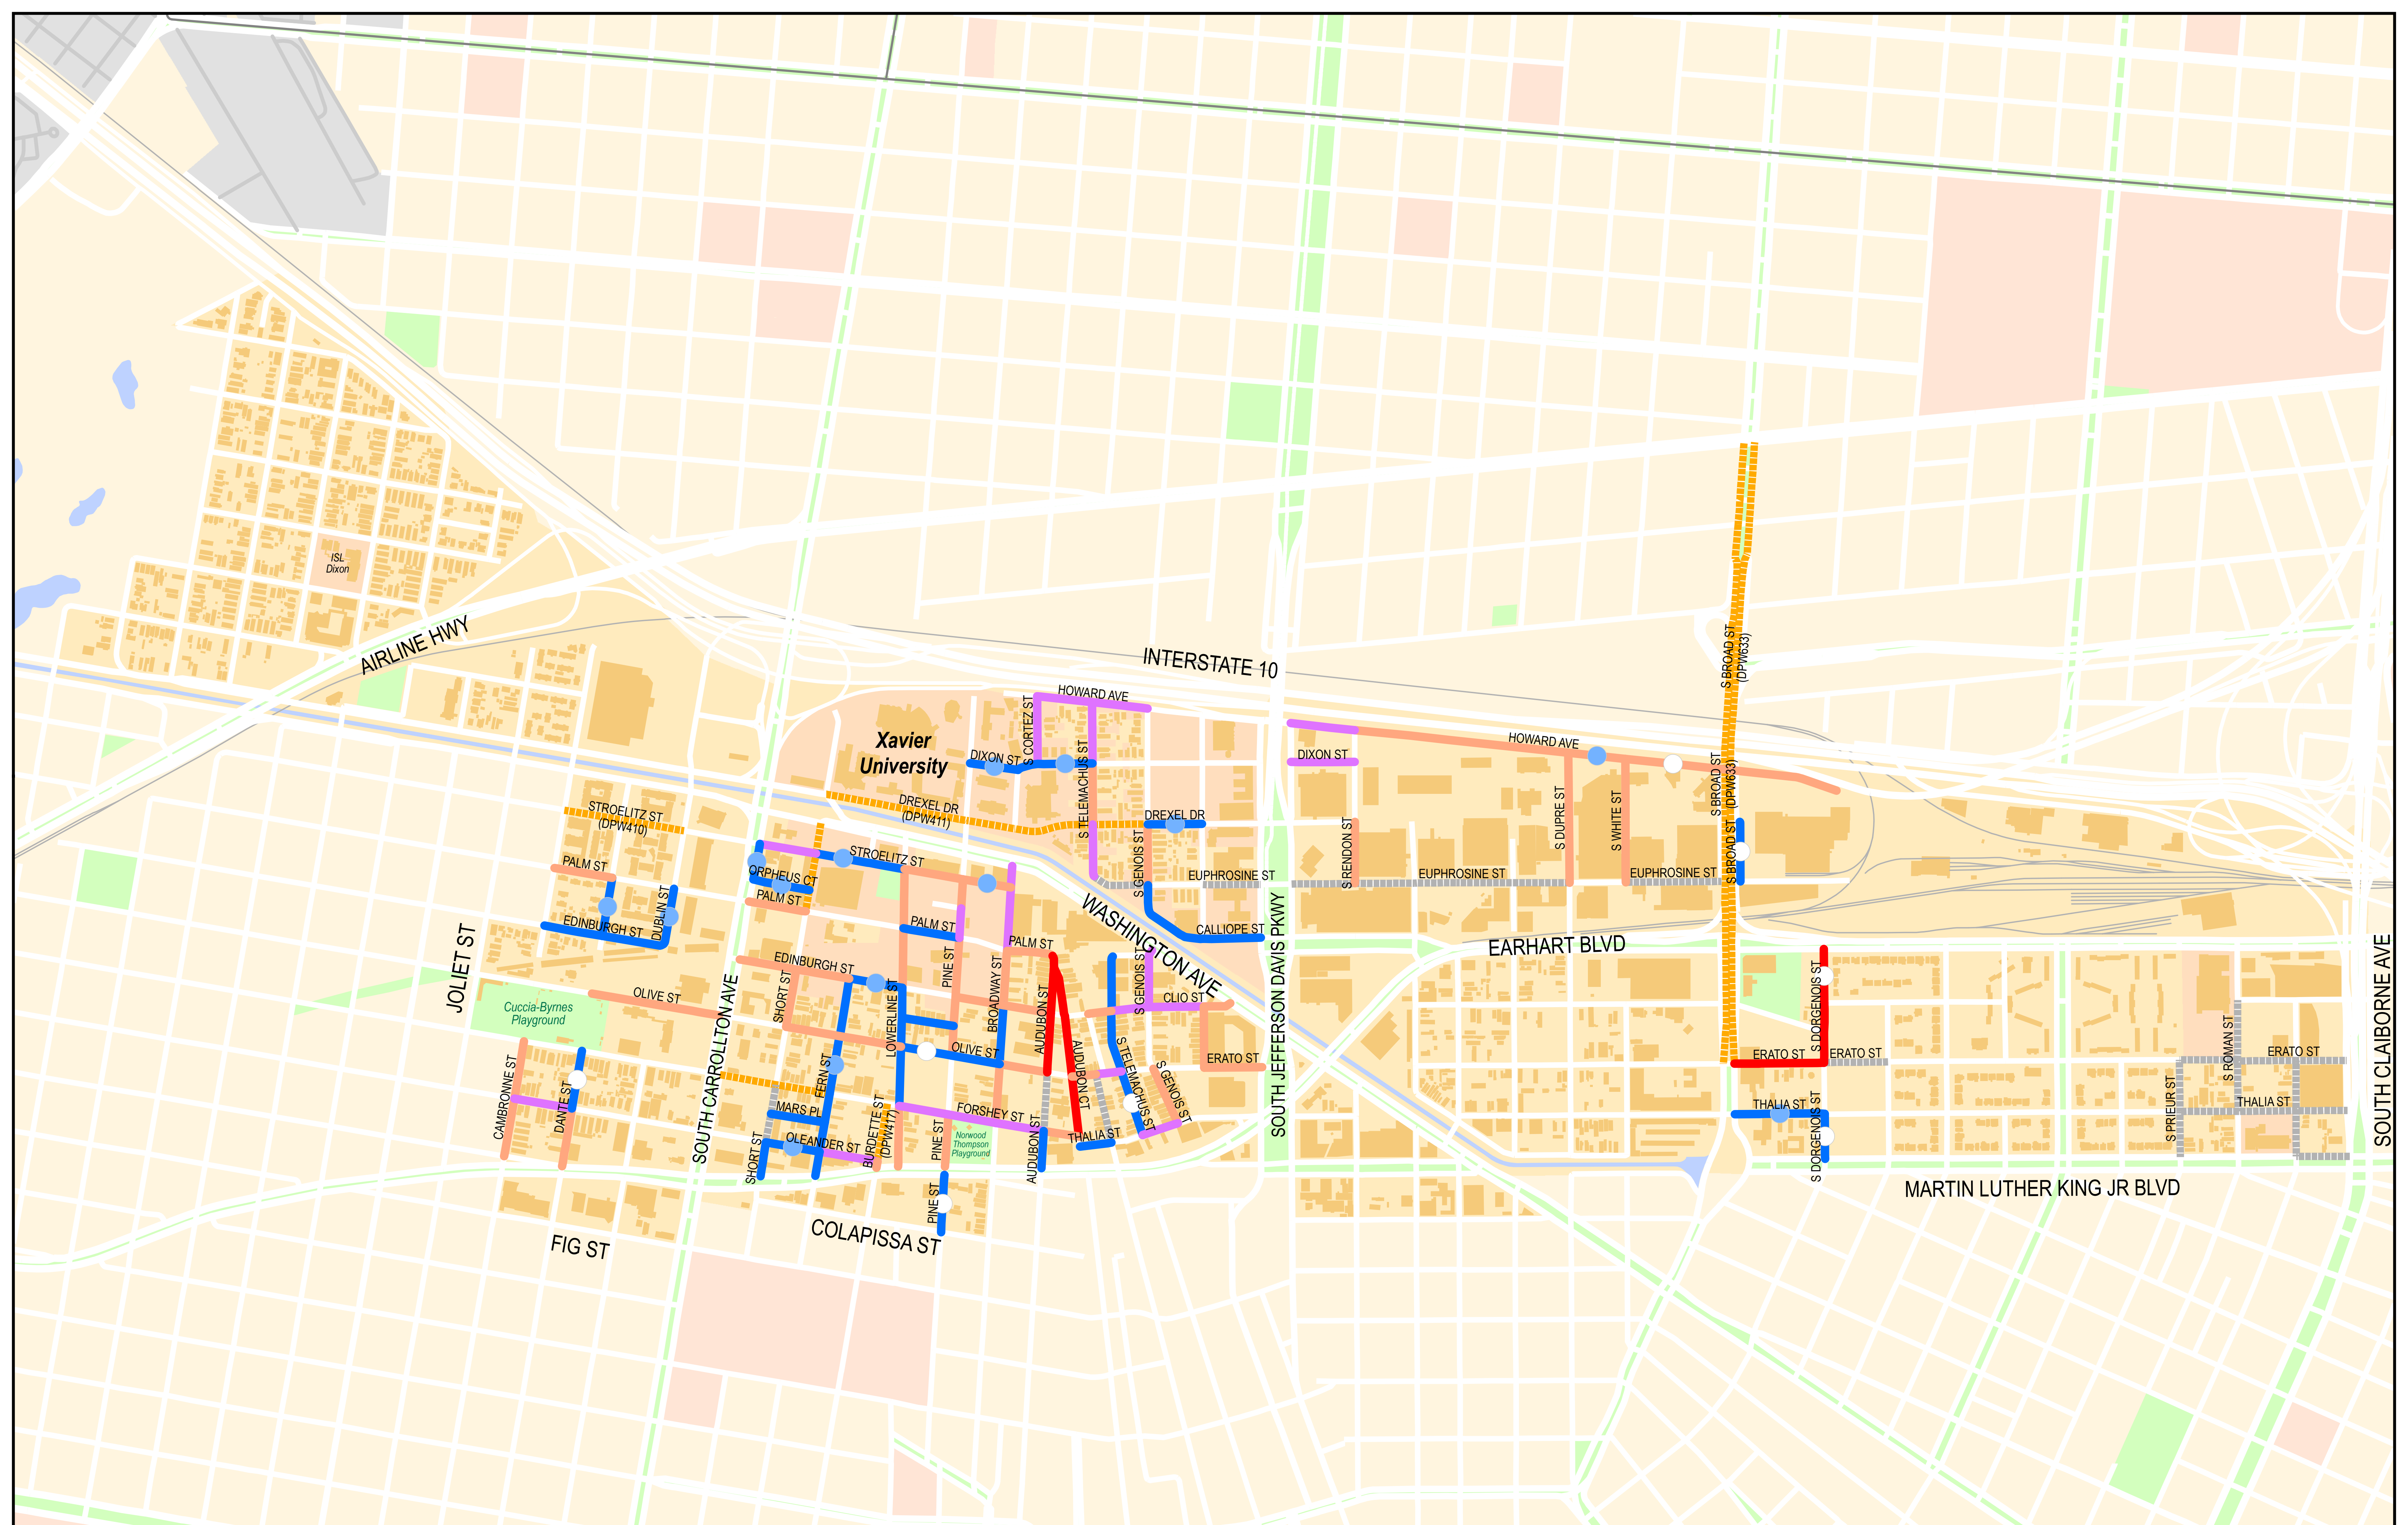 ISL
Dixon
AIRLINE HWY
INTERSTATE 10
S BROAD ST
(DPW633)
HOWARD AVE
S CORTEZ ST
Xavier
University
DIXON ST
S TELEMACHUS ST
DIXON ST
HOWARD AVE
S BROAD ST
(DPW633)
STROELITZ ST
(DPW410)
DREXEL DR
(DPW411)
DREXEL DR
S GENOIS ST
S RENDON ST
S DUPRE ST
S WHITE ST
S BROAD ST
PALM ST
STROELITZ ST
ORPHEUS CT
PALM ST
EUPHROSINE ST
EUPHROSINE ST
EUPHROSINE ST
EDINBURGH ST
DUBLIN ST
PALM ST
PALM ST
WASHINGTON AVE
CALLIOPE ST
SOUTH JEFFERSON DAVIS PKWY
EARHART BLVD
SOUTH CLAIBORNE AVE
JOLIET ST
EDINBURGH ST
SHORT ST
PINE ST
BROADWAY ST
S GENOIS ST
CLIO ST
OLIVE ST
Cuccia-Byrnes
Playground
SOUTH CARROLLTON AVE
LOWERLINE ST
OLIVE ST
AUDUBON ST
AUDUBON CT
S TELEMACHUS ST
S GENOIS ST
ERATO ST
S DORGENOIS ST
ERATO ST
ERATO ST
S ROMAN ST
ERATO ST
CAMBRONNE ST
DANTE ST
FERN ST
MARS PL
BURDETTE ST
(DPW417)
FORSHEY ST
THALIA ST
THALIA ST
S PRIEUR ST
THALIA ST
SHORT ST
OLEANDER ST
PINE ST
Norwood
Thompson
Playground
AUDUBON ST
S DORGENOIS ST
MARTIN LUTHER KING JR BLVD
PINE ST
COLAPISSA ST
FIG ST